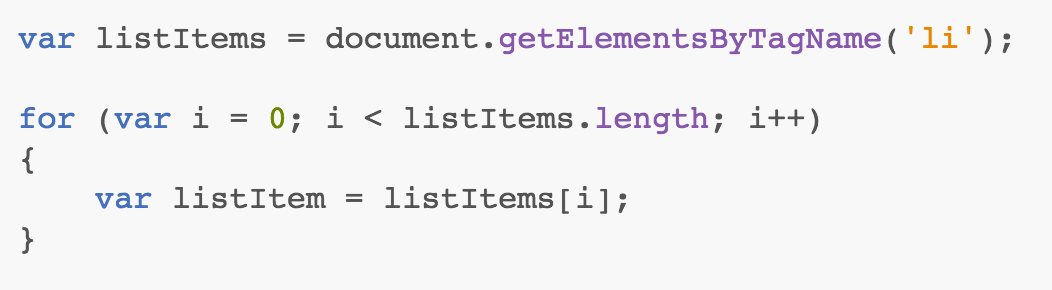 var listItems = document.getElementsByTagName('li');
for (var i = 0; i < listItems.length; i++)
{
    var listItem = listItems[i];
}